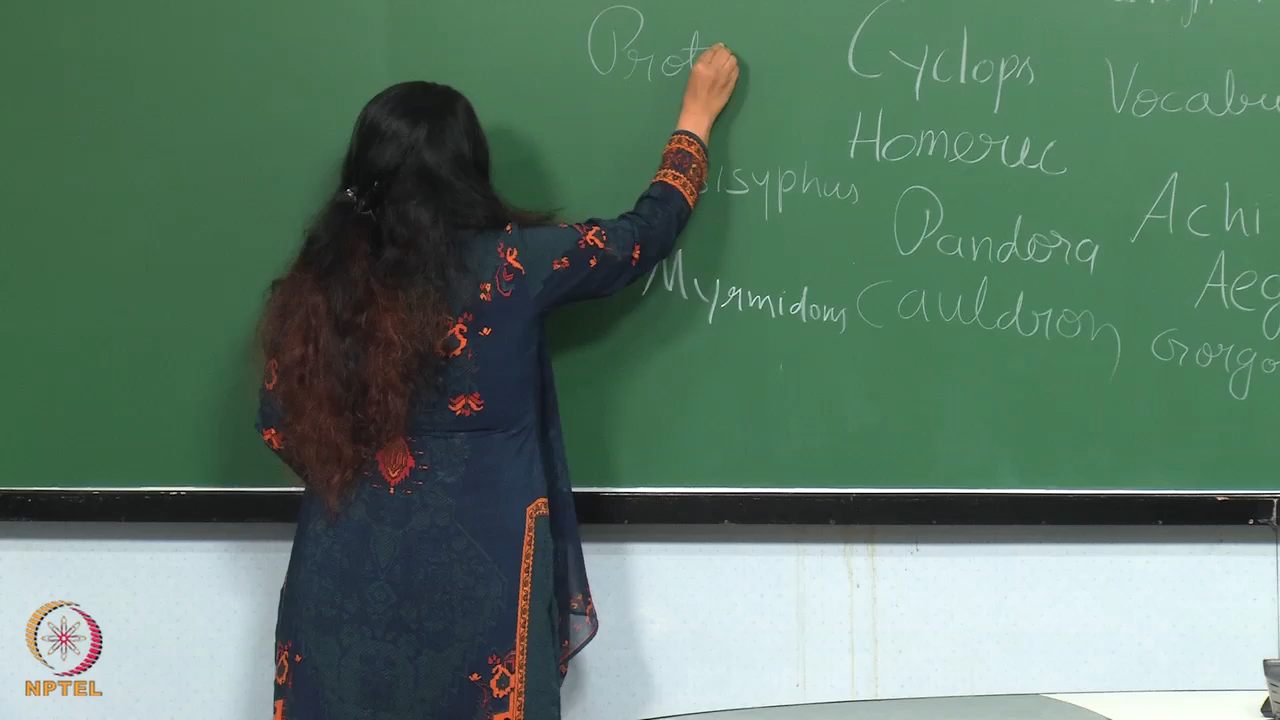 Prot
Cyclops
Vocabu
Homeric
sisyphus
Achi
Pandora
Myrmidons
Cauldron
Aeg
Gorgo
NPTEL